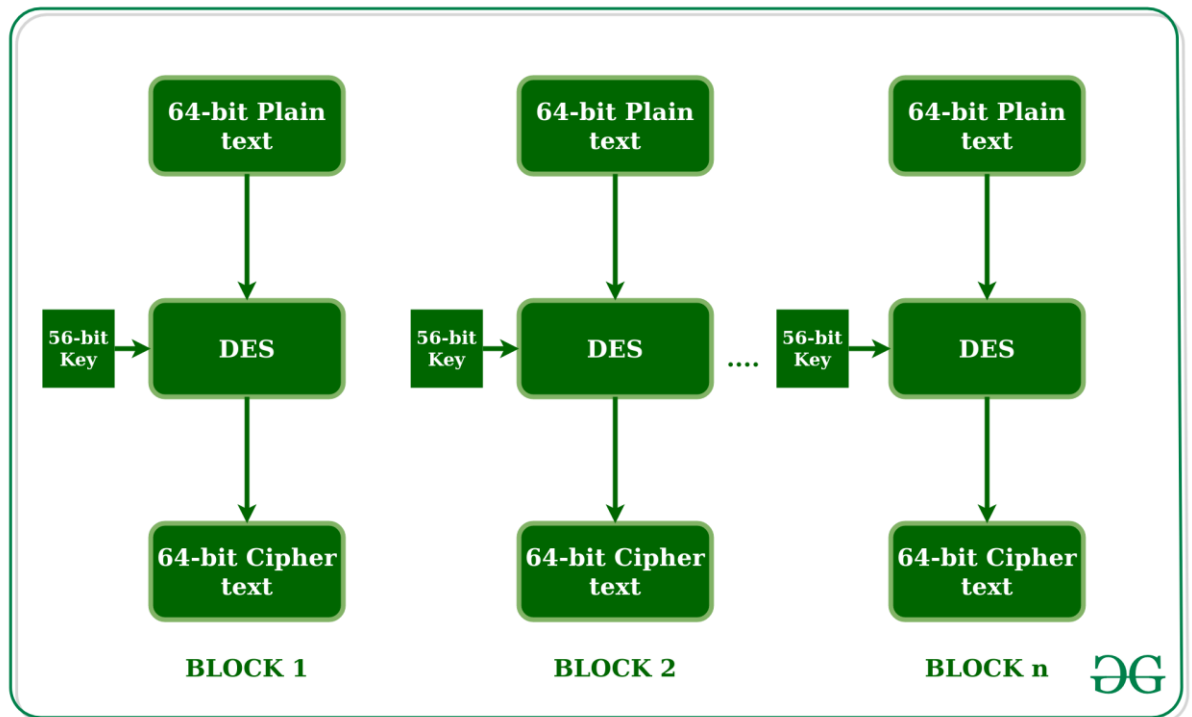 64-bit Plain
text
64-bit Plain
text
64-bit Plain
text
56-bit
Key
DES
56-bit
Key
DES
....
56-bit
Key
DES
64-bit Cipher
text
64-bit Cipher
text
64-bit Cipher
text
BLOCK 1
BLOCK 2
BLOCK n